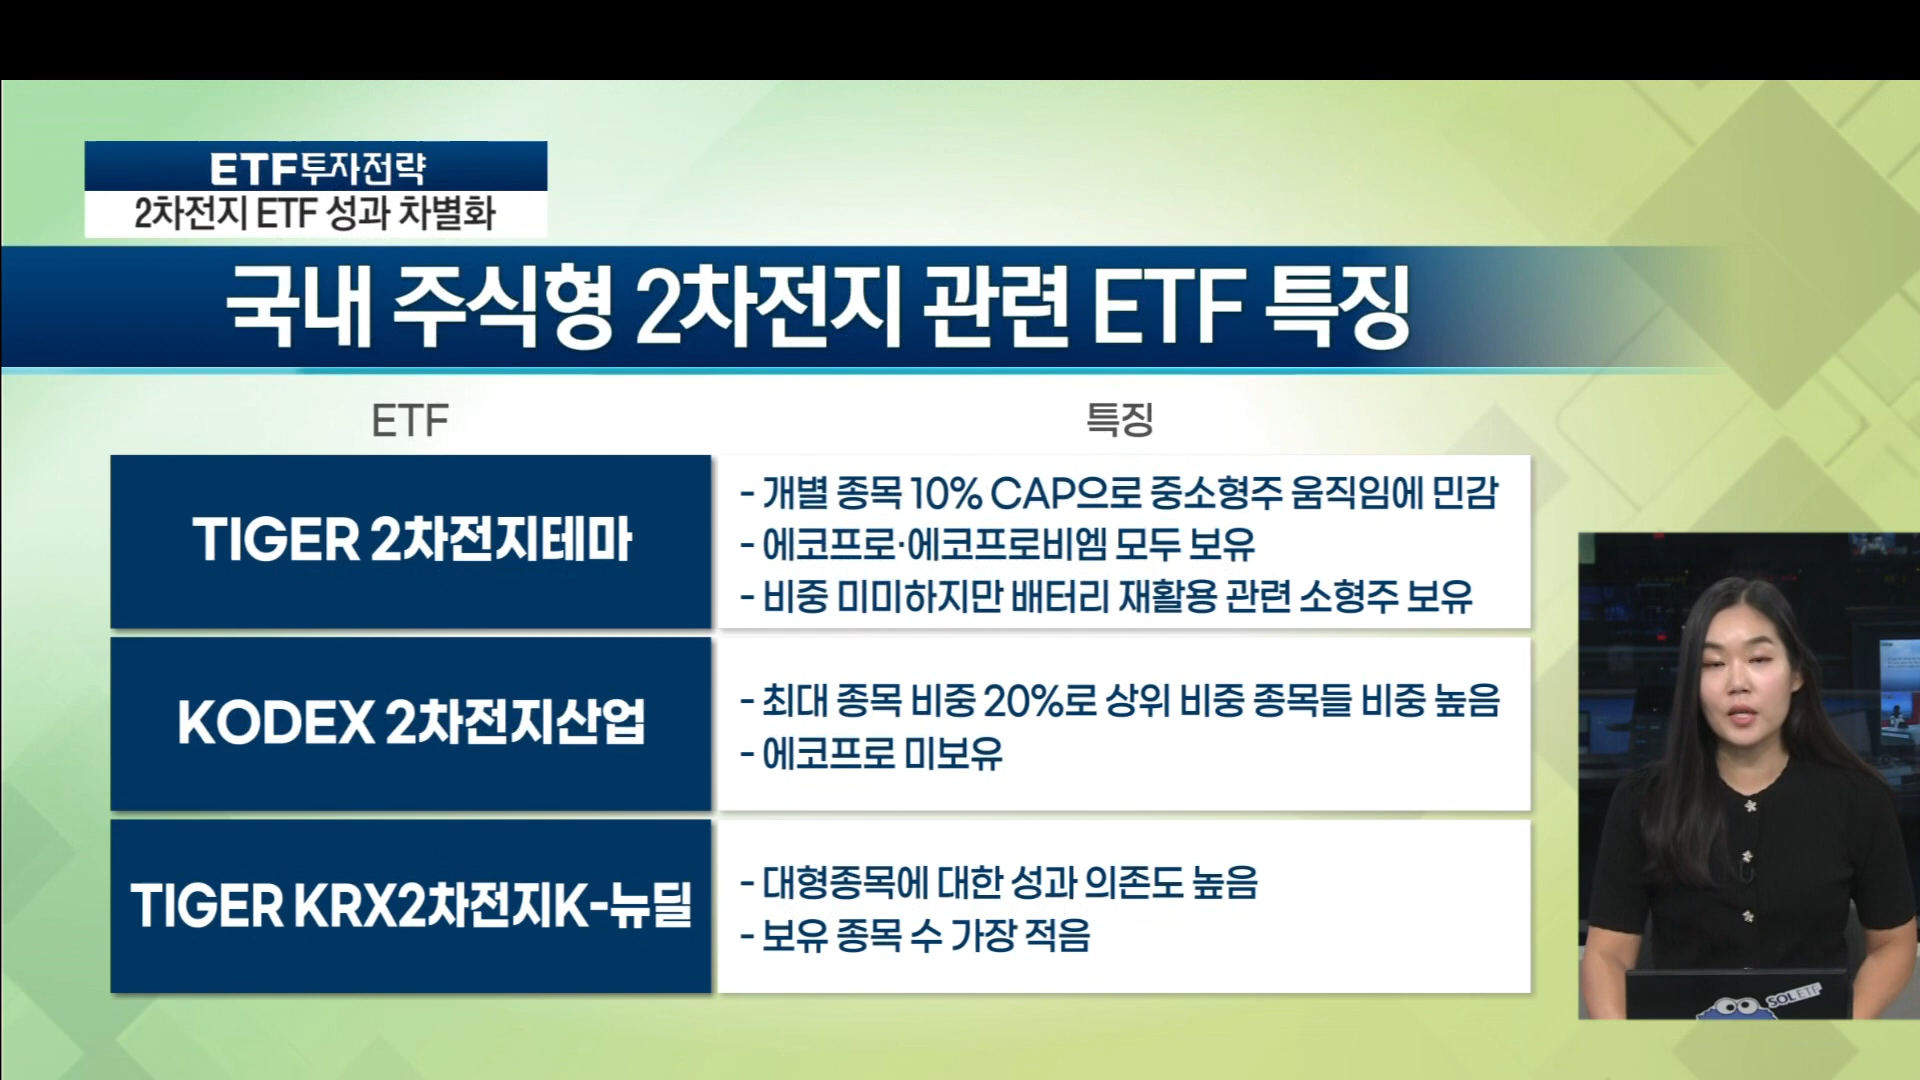 ETF투자전략
2차전지 ETF 성과 차별화
국내 주식형 2차전지 관련 ETF 특징
ETF
특징
TIGER 2차전지테마
- 개별 종목 10% CAP으로 중소형주 움직임에 민감
- 에코프로·에코프로비엠 모두 보유
- 비중 미미하지만 배터리 재활용 관련 소형주 보유
KODEX 2차전지산업
- 최대 종목 비중 20%로 상위 비중 종목들 비중 높음
- 에코프로 미보유
TIGER KRX2차전지K-뉴딜
- 대형종목에 대한 성과 의존도 높음
- 보유 종목 수 가장 적음
SOL ETF